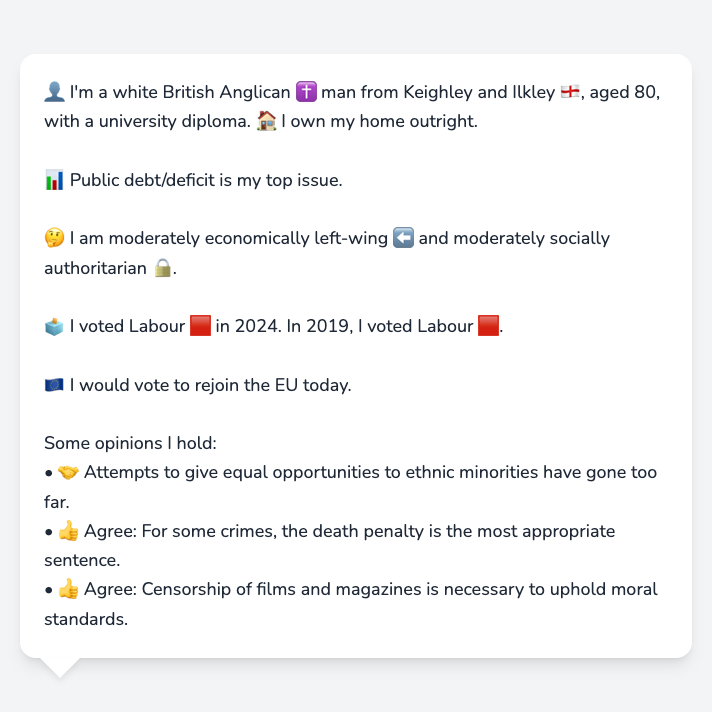 👤 I'm a white British Anglican ✝️ man from Keighley and Ilkley 🏴󠁧󠁢󠁥󠁮󠁧󠁿, aged 80,
with a university diploma. 🏠 I own my home outright.
📊 Public debt/deficit is my top issue.
🤔 I am moderately economically left-wing ⬅️ and moderately socially
authoritarian 🔒.
🗳️ I voted Labour 🟥 in 2024. In 2019, I voted Labour 🟥.
🇪🇺 I would vote to rejoin the EU today.
Some opinions I hold:
• 🤝 Attempts to give equal opportunities to ethnic minorities have gone too
far.
• 👍 Agree: For some crimes, the death penalty is the most appropriate
sentence.
• 👍 Agree: Censorship of films and magazines is necessary to uphold moral
standards.